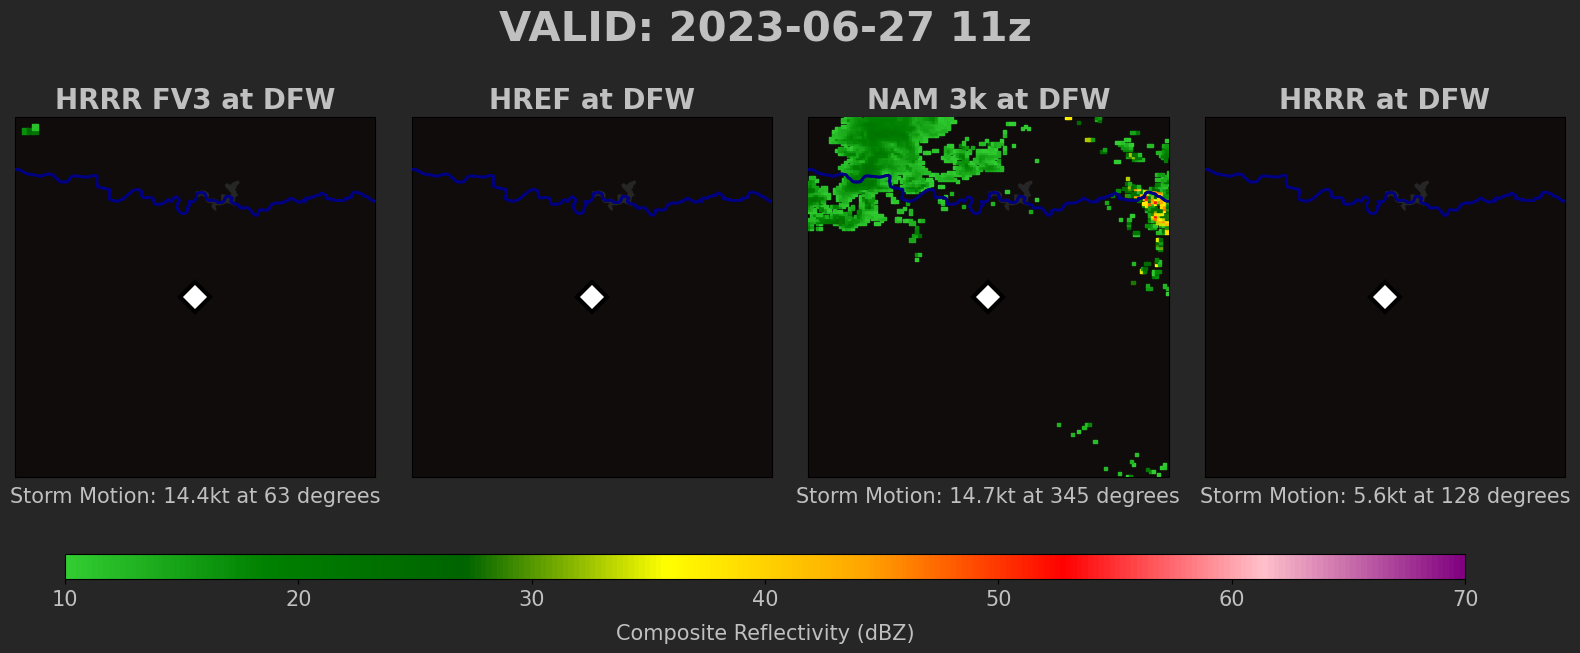 VALID: 2023-06-27 11z
HRRR FV3 at DFW
HREF at DFW
NAM 3k at DFW
HRRR at DFW
Storm Motion: 14.4kt at 63 degrees
Storm Motion: 14.7kt at 345 degrees
Storm Motion: 5.6kt at 128 degrees
10 20 30 40 50 60 70
Composite Reflectivity (dBZ)